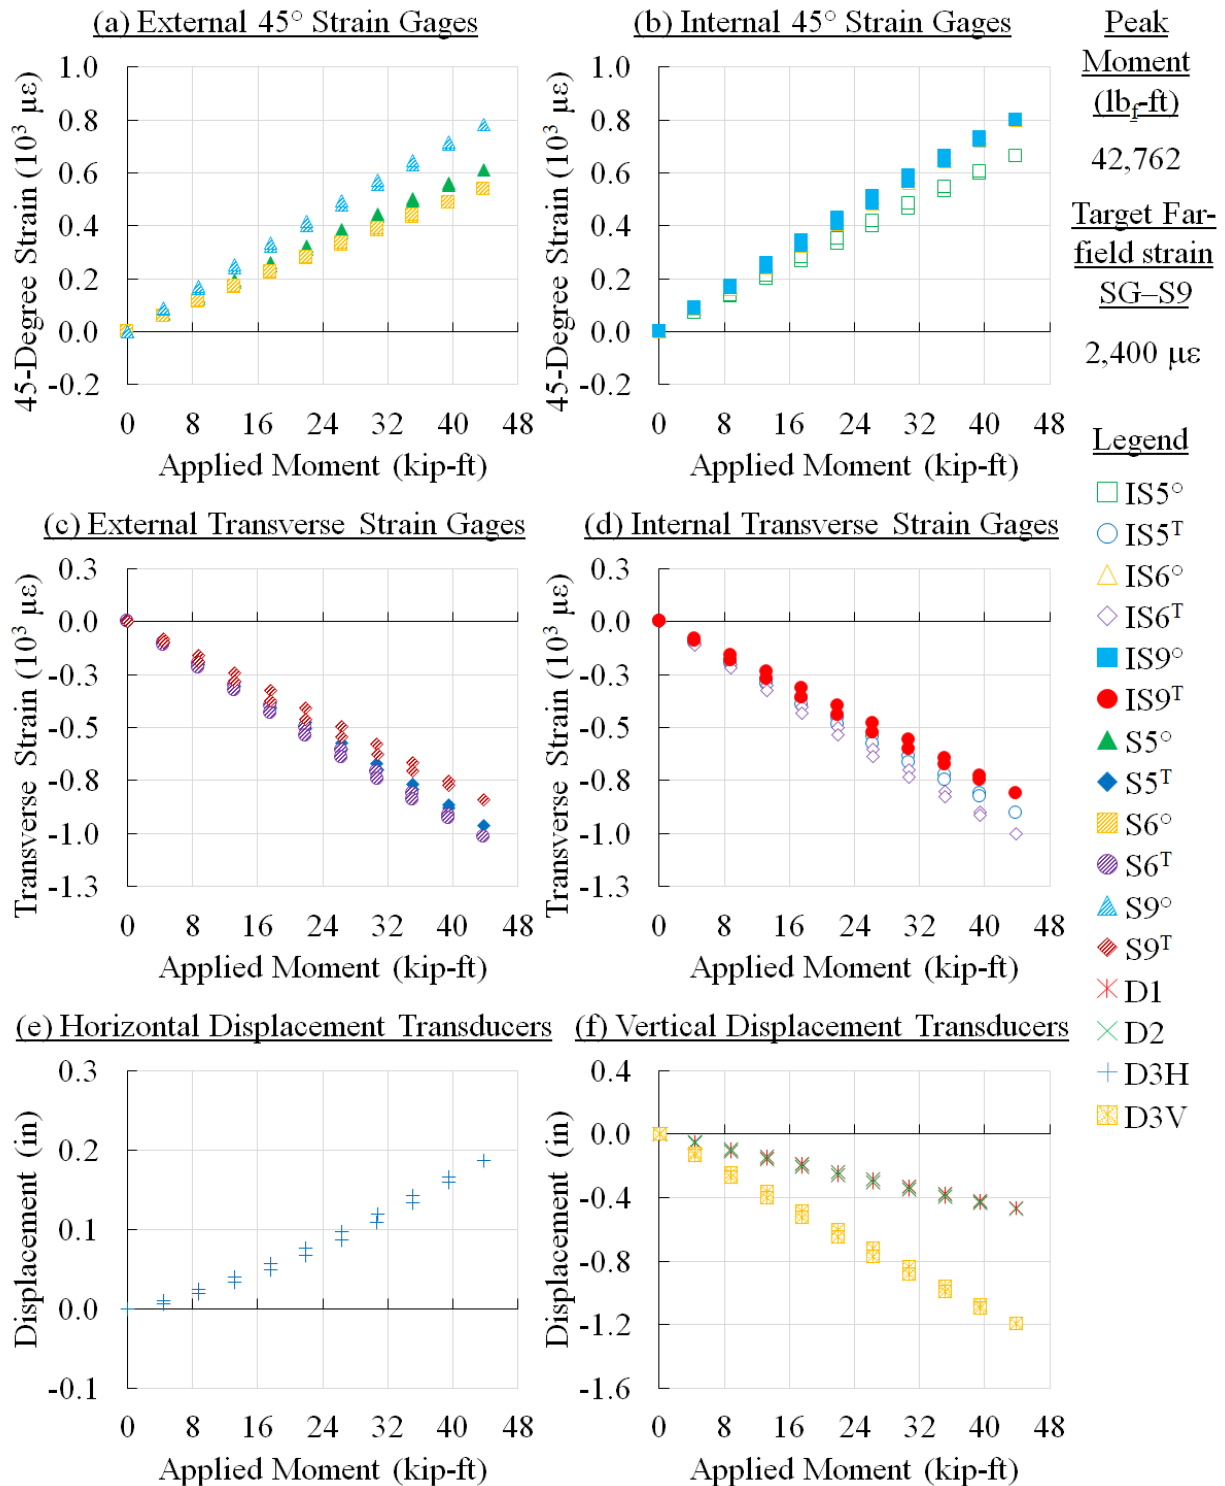 (a) External 45° Strain Gages
45-Degree Strain (10³ με)
1.0
0.8
0.6
0.4
0.2
0.0
-0.2
0 8 16 24 32 40 48
Applied Moment (kip-ft)
(b) Internal 45° Strain Gages
45-Degree Strain (10³ με)
1.0
0.8
0.6
0.4
0.2
0.0
-0.2
0 8 16 24 32 40 48
Applied Moment (kip-ft)
Peak
Moment
(lbf-ft)
42,762
Target Far-
field strain
SG–S9
2,400 με
(c) External Transverse Strain Gages
Transverse Strain (10³ με)
0.3
0.0
-0.3
-0.5
-0.8
-1.0
-1.3
0 8 16 24 32 40 48
Applied Moment (kip-ft)
(d) Internal Transverse Strain Gages
Transverse Strain (10³ με)
0.3
0.0
-0.3
-0.5
-0.8
-1.0
-1.3
0 8 16 24 32 40 48
Applied Moment (kip-ft)
(e) Horizontal Displacement Transducers
Displacement (in)
0.3
0.2
0.1
0.0
-0.1
0 8 16 24 32 40 48
Applied Moment (kip-ft)
(f) Vertical Displacement Transducers
Displacement (in)
0.4
0.0
-0.4
-0.8
-1.2
-1.6
0 8 16 24 32 40 48
Applied Moment (kip-ft)
Legend
IS5°
IS5ᵀ
IS6°
IS6ᵀ
IS9°
IS9ᵀ
S5°
S5ᵀ
S6°
S6ᵀ
S9°
S9ᵀ
D1
D2
D3H
D3V